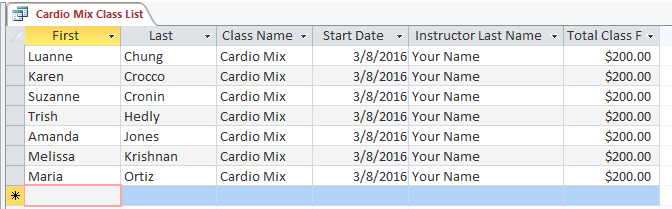 Cardio Mix Class List
First Last Class Name Start Date Instructor Last Name Total Class F
Luanne Chung Cardio Mix 3/8/2016 Your Name $200.00
Karen Crocco Cardio Mix 3/8/2016 Your Name $200.00
Suzanne Cronin Cardio Mix 3/8/2016 Your Name $200.00
Trish Hedly Cardio Mix 3/8/2016 Your Name $200.00
Amanda Jones Cardio Mix 3/8/2016 Your Name $200.00
Melissa Krishnan Cardio Mix 3/8/2016 Your Name $200.00
Maria Ortiz Cardio Mix 3/8/2016 Your Name $200.00